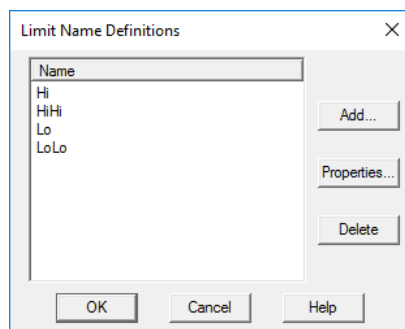 Limit Name Definitions
Name
Hi
HiHi
Lo
LoLo
Add...
Properties...
Delete
OK Cancel Help